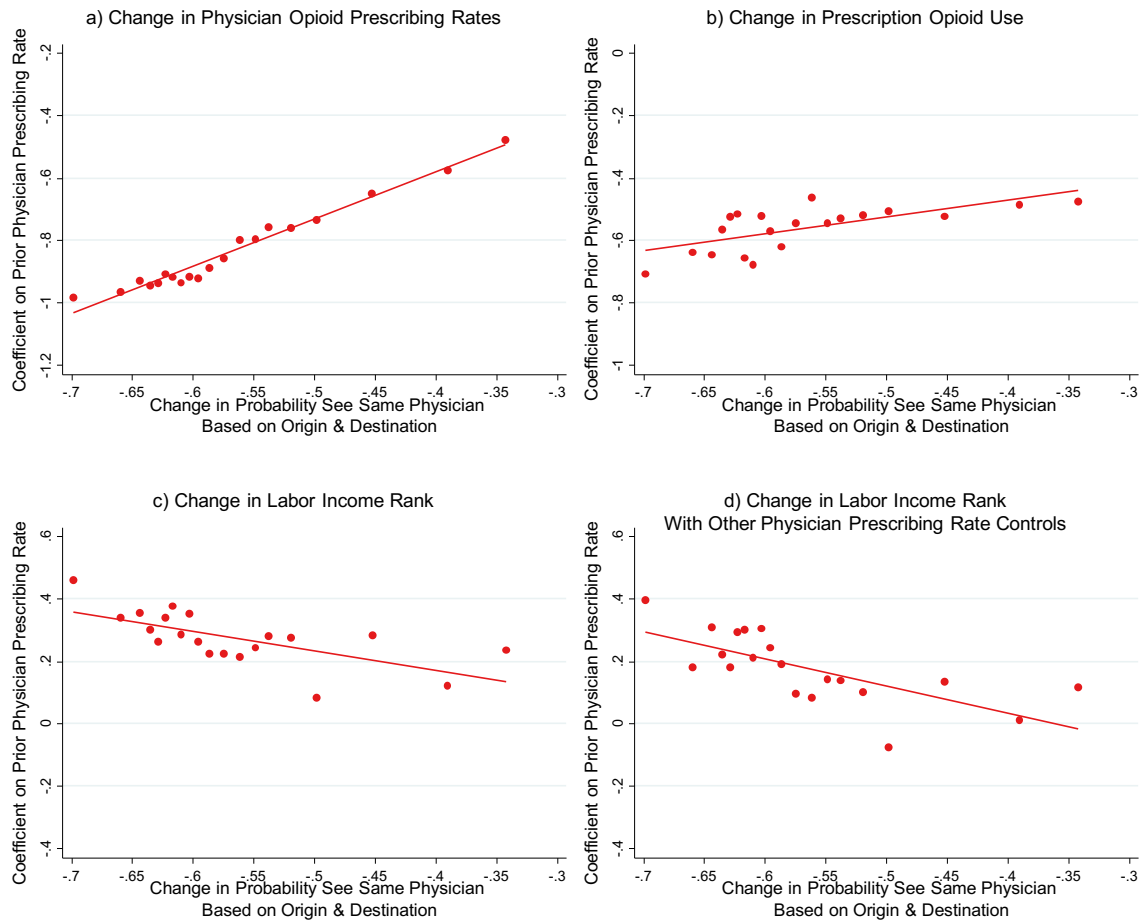 a) Change in Physician Opioid Prescribing Rates
Coefficient on Prior Physician Prescribing Rate
-.2
-.4
-.6
-.8
-1
-1.2
-.7 -.65 -.6 -.55 -.5 -.45 -.4 -.35 -.3
Change in Probability See Same Physician
Based on Origin & Destination
b) Change in Prescription Opioid Use
Coefficient on Prior Physician Prescribing Rate
0
-.2
-.4
-.6
-.8
-1
-.7 -.65 -.6 -.55 -.5 -.45 -.4 -.35 -.3
Change in Probability See Same Physician
Based on Origin & Destination
c) Change in Labor Income Rank
Coefficient on Prior Physician Prescribing Rate
.6
.4
.2
0
-.2
-.4
-.7 -.65 -.6 -.55 -.5 -.45 -.4 -.35 -.3
Change in Probability See Same Physician
Based on Origin & Destination
d) Change in Labor Income Rank
With Other Physician Prescribing Rate Controls
Coefficient on Prior Physician Prescribing Rate
.6
.4
.2
0
-.2
-.4
-.7 -.65 -.6 -.55 -.5 -.45 -.4 -.35 -.3
Change in Probability See Same Physician
Based on Origin & Destination